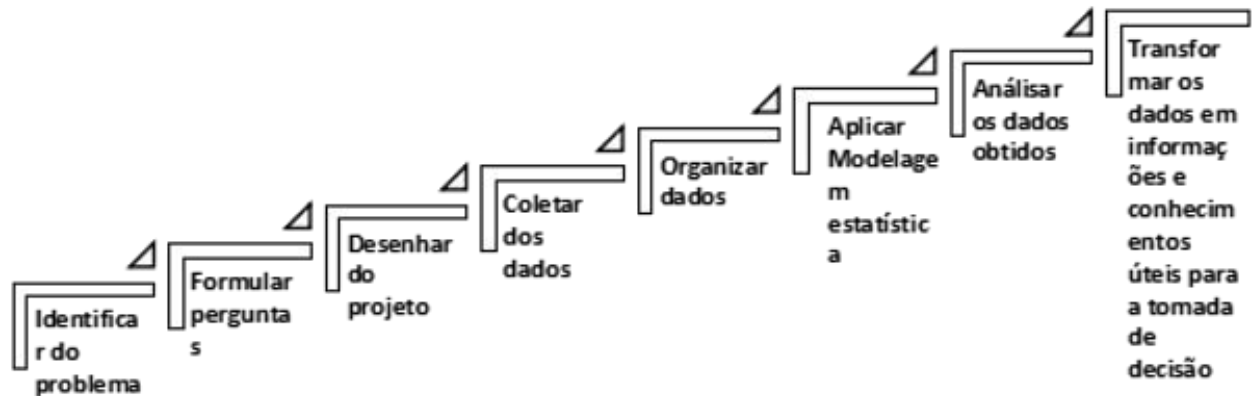 Identifica
r do
problema
Formular
pergunta
s
Desenhar
do
projeto
Coletar
dos
dados
Organizar
dados
Aplicar
Modelage
m
estatístic
a
Análisar
os dados
obtidos
Transfor
mar os
dados em
informaç
ões e
conhecim
entos
úteis para
a tomada
de
decisão